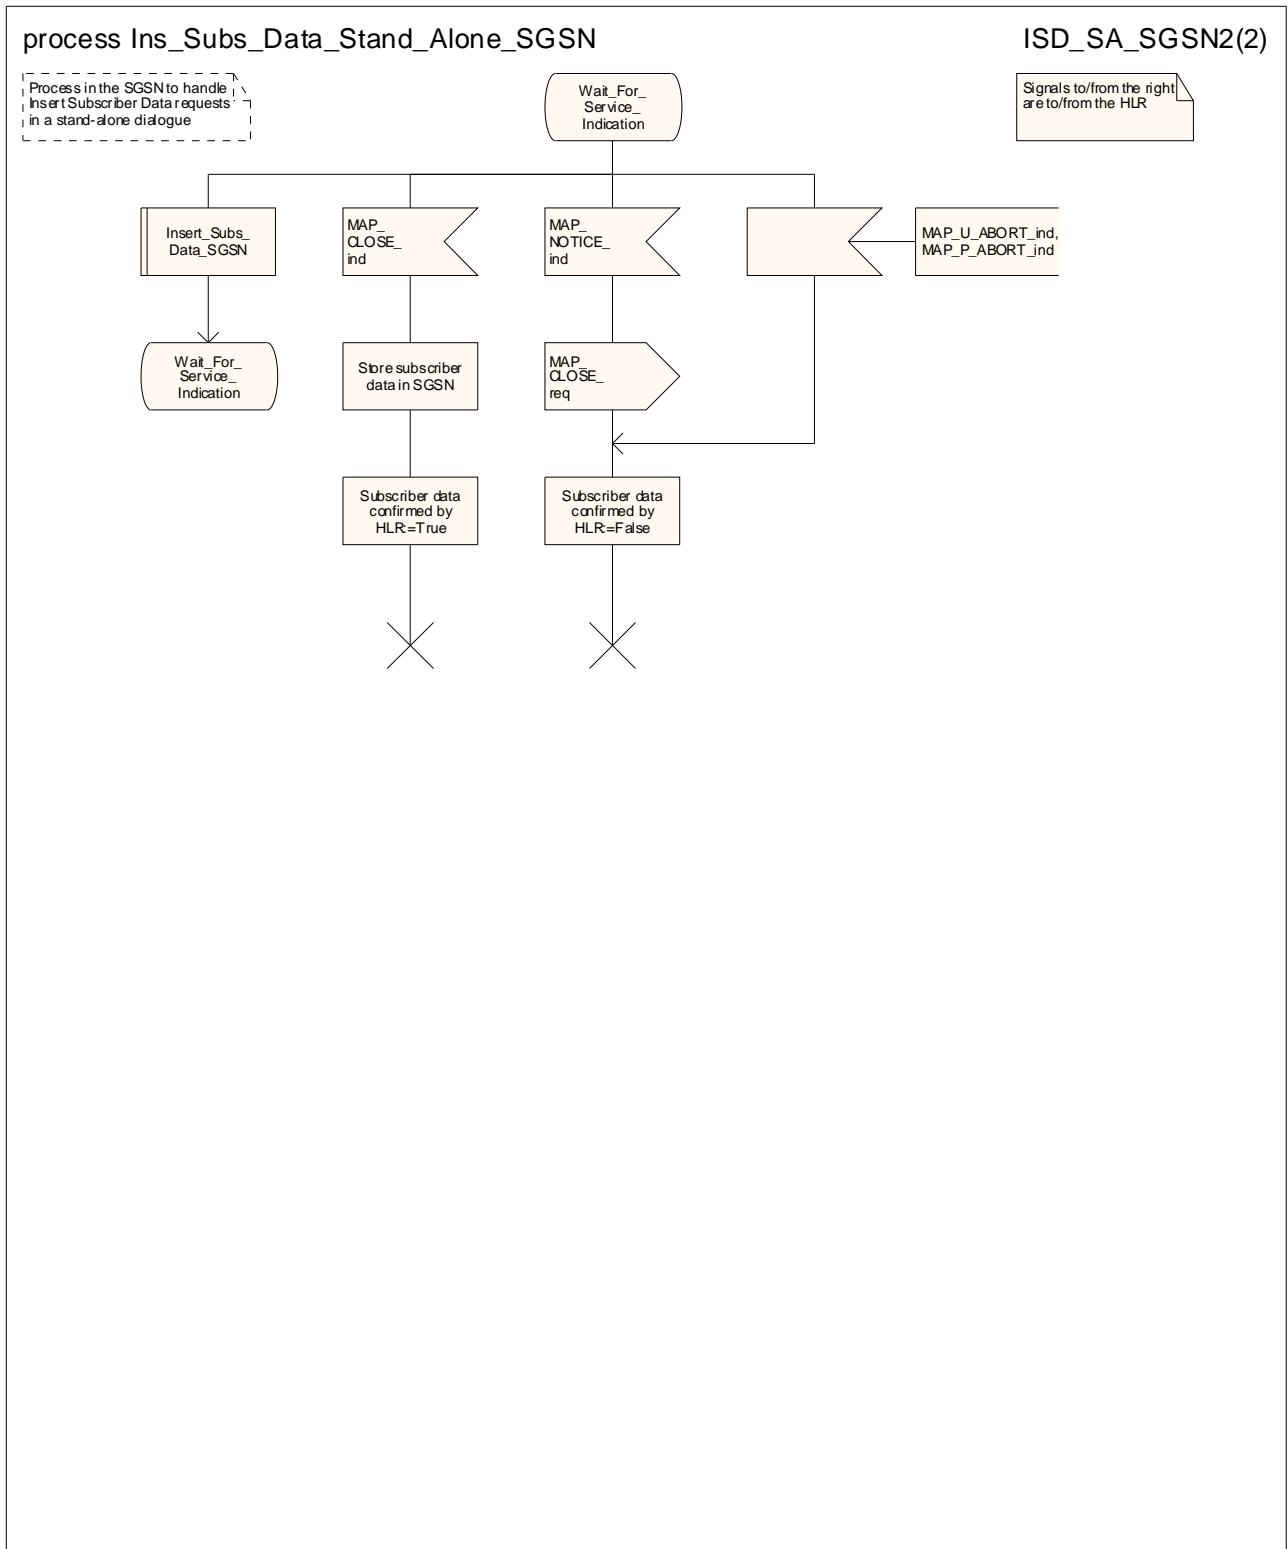 process Ins_Subs_Data_Stand_Alone_SGSN
ISD_SA_SGSN2(2)
Process in the SGSN to handle
Insert Subscriber Data requests
in a stand-alone dialogue
Wait_For_
Service_
Indication
Signals to/from the right
are to/from the HLR
Insert_Subs_
Data_SGSN
MAP_
CLOSE_
ind
MAP_
NOTICE_
ind
MAP_U_ABORT_ind,
MAP_P_ABORT_ind
Wait_For_
Service_
Indication
Store subscriber
data in SGSN
MAP_
CLOSE_
req
Subscriber data
confirmed by
HLR:=True
Subscriber data
confirmed by
HLR:=False